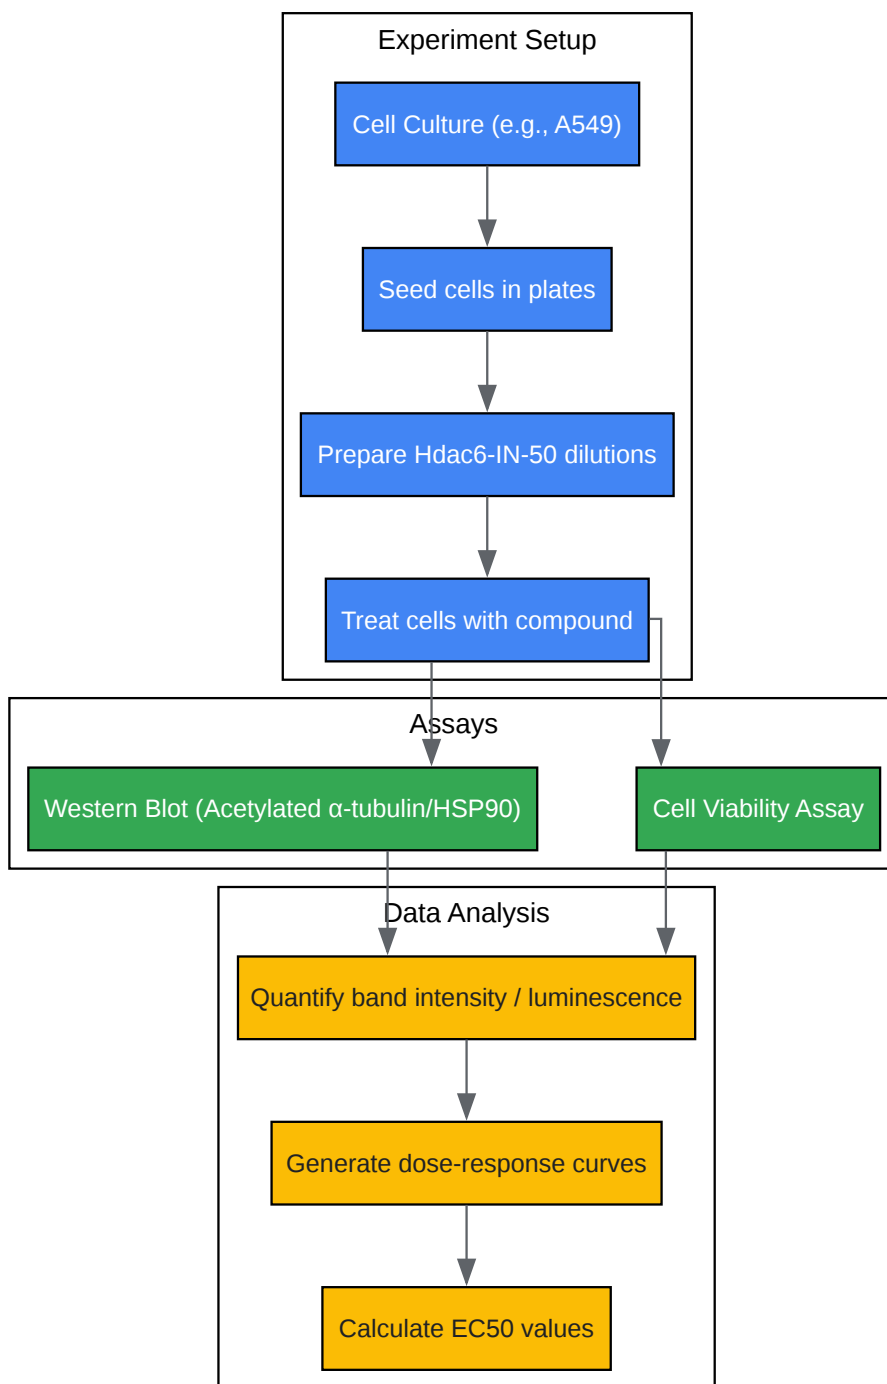 Experiment Setup
Cell Culture (e.g., A549)
Seed cells in plates
Prepare Hdac6-IN-50 dilutions
Treat cells with compound
Assays
Western Blot (Acetylated α-tubulin/HSP90)
Cell Viability Assay
Data Analysis
Quantify band intensity / luminescence
Generate dose-response curves
Calculate EC50 values